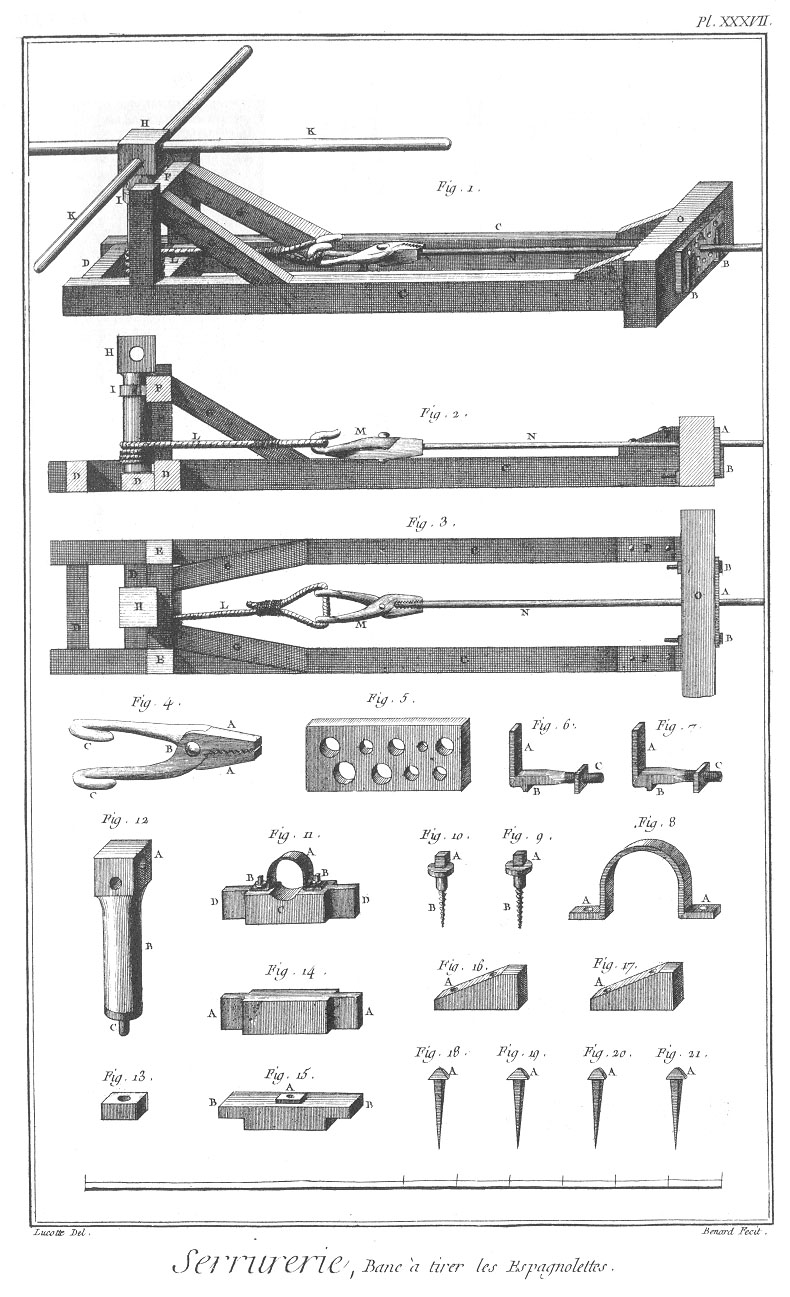 Pl. XXXVII.
H
K
P
Fig. 1.
I
K
G
C
O
D
L
M
N
B
B
C
H
I
P
Fig. 2.
G
L
M
N
A
B
D
D
D
C
Fig. 3.
E
G
C
P
B
D
H
L
M
N
O
A
D
G
B
E
C
P
Fig. 4.
Fig. 5.
Fig. 6.
Fig. 7.
A
C
B
A
C
A
B
C
A
B
C
Fig. 12
Fig. 11.
Fig. 10.
Fig. 9.
Fig. 8
A
A
B
B
D
C
D
A
A
B
B
A
A
B
C
Fig. 14.
Fig. 16.
Fig. 17.
A
A
A
A
Fig. 13.
Fig. 15.
Fig. 18.
Fig. 19.
Fig. 20.
Fig. 21.
A
B
B
A
A
A
A
Lucotte Del.
Benard Fecit.
Serrurerie, Banc à tirer les Espagnolettes.